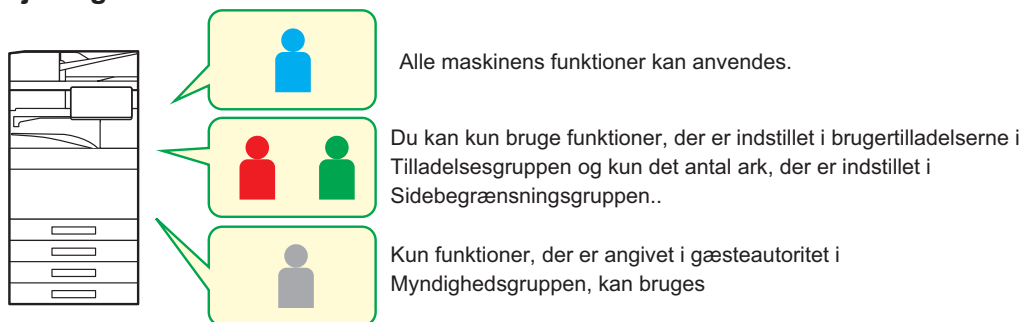 Alle maskinens funktioner kan anvendes.
Du kan kun bruge funktioner, der er indstillet i brugertilladelserne i
Tilladelsesgruppen og kun det antal ark, der er indstillet i
Sidebegrænsningsgruppen..
Kun funktioner, der er angivet i gæsteautoritet i
Myndighedsgruppen, kan bruges